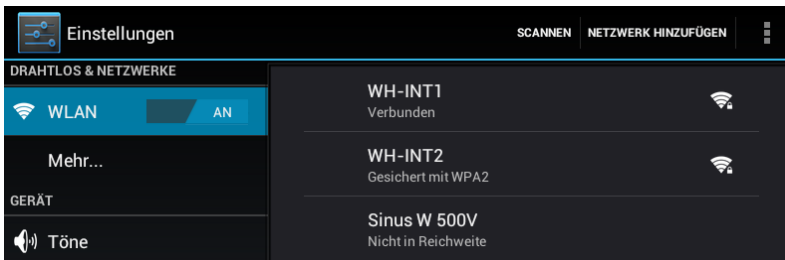 Einstellungen
SCANNEN NETZWERK HINZUFÜGEN
DRAHTLOS & NETZWERKE
WLAN AN
Mehr...
GERÄT
Töne
WH-INT1
Verbunden
WH-INT2
Gesichert mit WPA2
Sinus W 500V
Nicht in Reichweite